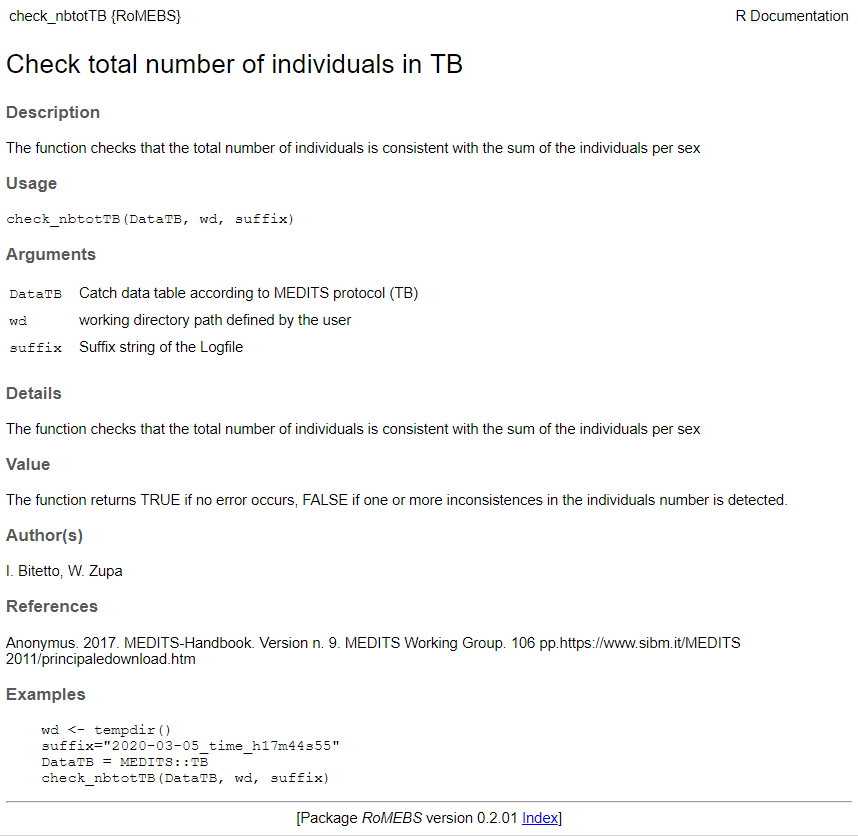 check_nbtotTB {RoMEBS} R Documentation
Check total number of individuals in TB
Description
The function checks that the total number of individuals is consistent with the sum of the individuals per sex
Usage
check_nbtotTB(DataTB, wd, suffix)
Arguments
DataTB Catch data table according to MEDITS protocol (TB)
wd working directory path defined by the user
suffix Suffix string of the Logfile
Details
The function checks that the total number of individuals is consistent with the sum of the individuals per sex
Value
The function returns TRUE if no error occurs, FALSE if one or more inconsistences in the individuals number is detected.
Author(s)
I. Bitetto, W. Zupa
References
Anonymus. 2017. MEDITS-Handbook. Version n. 9. MEDITS Working Group. 106 pp.https://www.sibm.it/MEDITS
2011/principaledownload.htm
Examples
wd <- tempdir()
suffix="2020-03-05_time_h17m44s55"
DataTB = MEDITS::TB
check_nbtotTB(DataTB, wd, suffix)
[Package RoMEBS version 0.2.01 Index]